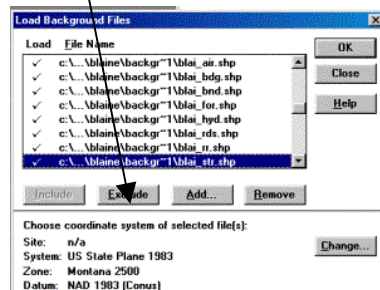 Load Background Files
Load File Name
c:\...\blaine\backgr~1\blai_air.shp
c:\...\blaine\backgr~1\blai_bdg.shp
c:\...\blaine\backgr~1\blai_bnd.shp
c:\...\blaine\backgr~1\blai_for.shp
c:\...\blaine\backgr~1\blai_hyd.shp
c:\...\blaine\backgr~1\blai_rds.shp
c:\...\blaine\backgr~1\blai_rr.shp
c:\...\blaine\backgr~1\blai_str.shp
OK
Close
Help
Include Exclude Add... Remove
Choose coordinate system of selected file(s):
Site: n/a
System: US State Plane 1983
Zone: Montana 2500
Datum: NAD 1983 (Conus)
Change...